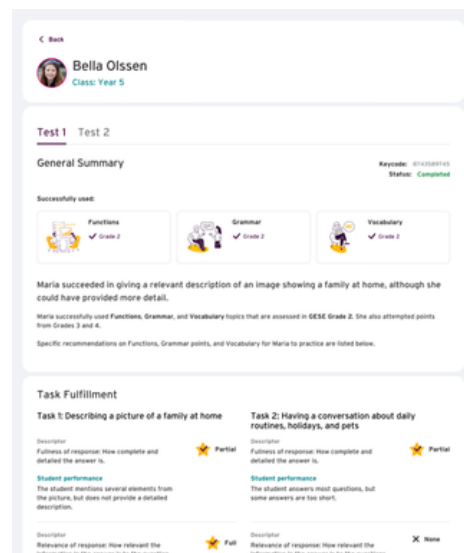 Back
Bella Olssen
Class: Year 5
Test 1 Test 2
General Summary
Keycode: 0743589745
Status: Completed
Successfully used:
Functions
Grade 2
Grammar
Grade 2
Vocabulary
Grade 2
Maria succeeded in giving a relevant description of an image showing a family at home, although she
could have provided more detail.
Maria successfully used Functions, Grammar, and Vocabulary topics that are assessed in GESE Grade 2. She also attempted points
from Grades 3 and 4.
Specific recommendations on Functions, Grammar points, and Vocabulary for Maria to practice are listed below.
Task Fulfillment
Task 1: Describing a picture of a family at home
Descriptor
Fullness of response: How complete and
detailed the answer is.
Partial
Student performance
The student mentions several elements from
the picture, but does not provide a detailed
description.
Descriptor
Relevance of response: How relevant the
Full
Task 2: Having a conversation about daily
routines, holidays, and pets
Descriptor
Fullness of response: How complete and
detailed the answer is.
Partial
Student performance
The student answers most questions, but
some answers are too short.
Descriptor
Relevance of response: How relevant the
None